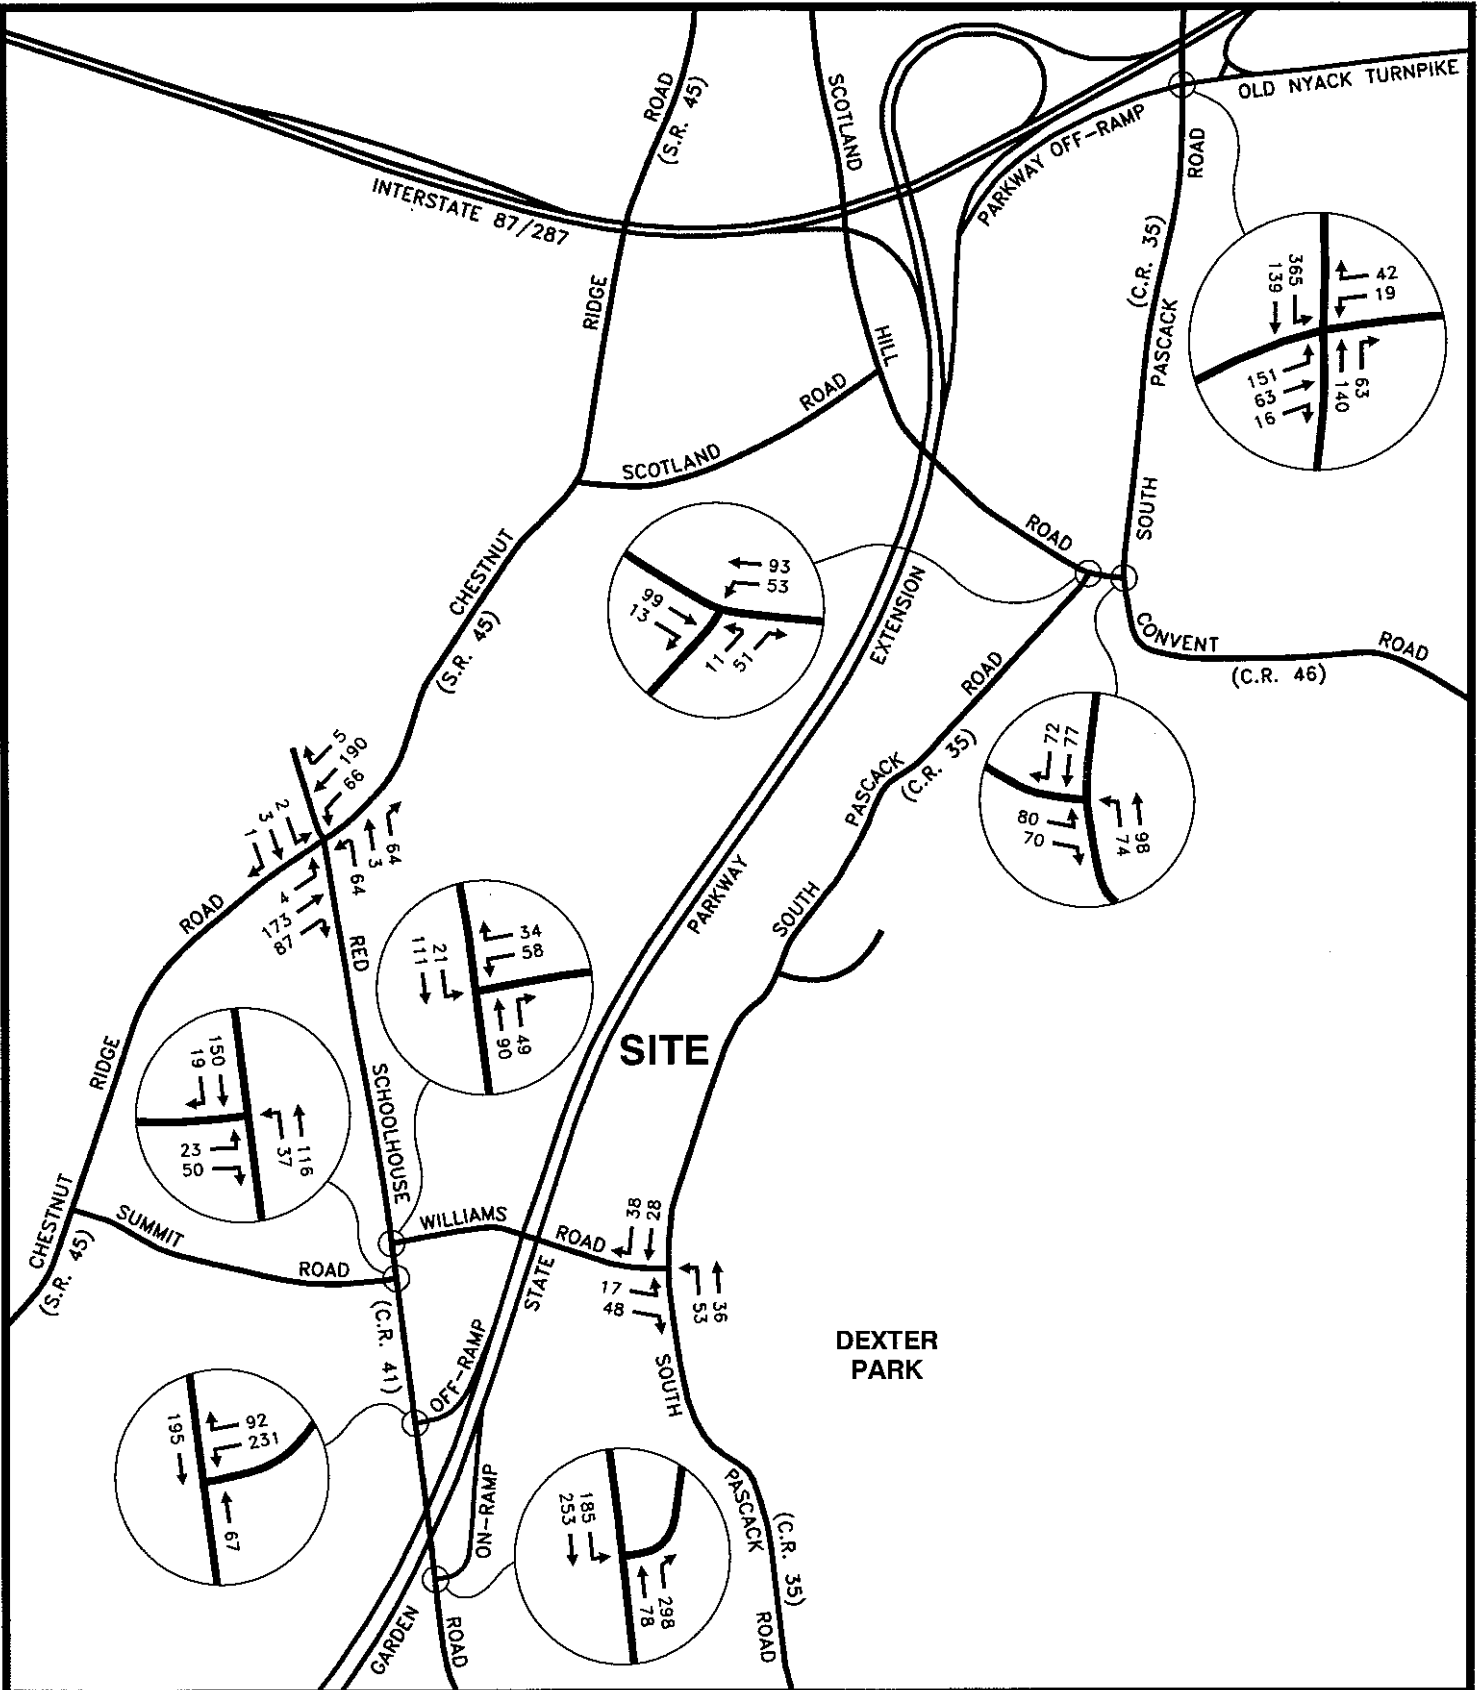 ROAD
(S.R. 45)
SCOTLAND
OLD NYACK TURNPIKE
PARKWAY OFF-RAMP
ROAD
INTERSTATE 87/287
(C.R. 35)
RIDGE
HILL
PASCACK
365
139
42
19
151
63
16
140
63
ROAD
SCOTLAND
SOUTH
ROAD
CHESTNUT
(S.R. 45)
93
53
99
13
11
51
EXTENSION
CONVENT
ROAD
(C.R. 46)
ROAD
PASCACK
(C.R. 35)
72
77
80
70
74
98
5
190
66
2
3
1
64
3
64
4
173
87
ROAD
RED
PARKWAY
SOUTH
21
111
34
58
90
49
SITE
RIDGE
SCHOOLHOUSE
150
19
23
50
37
116
CHESTNUT
(S.R. 45)
SUMMIT
ROAD
WILLIAMS
ROAD
38
28
17
48
53
36
STATE
(C.R. 41)
OFF-RAMP
DEXTER
PARK
SOUTH
195
92
231
67
ON-RAMP
185
253
78
298
PASCACK
(C.R. 35)
ROAD
GARDEN
ROAD